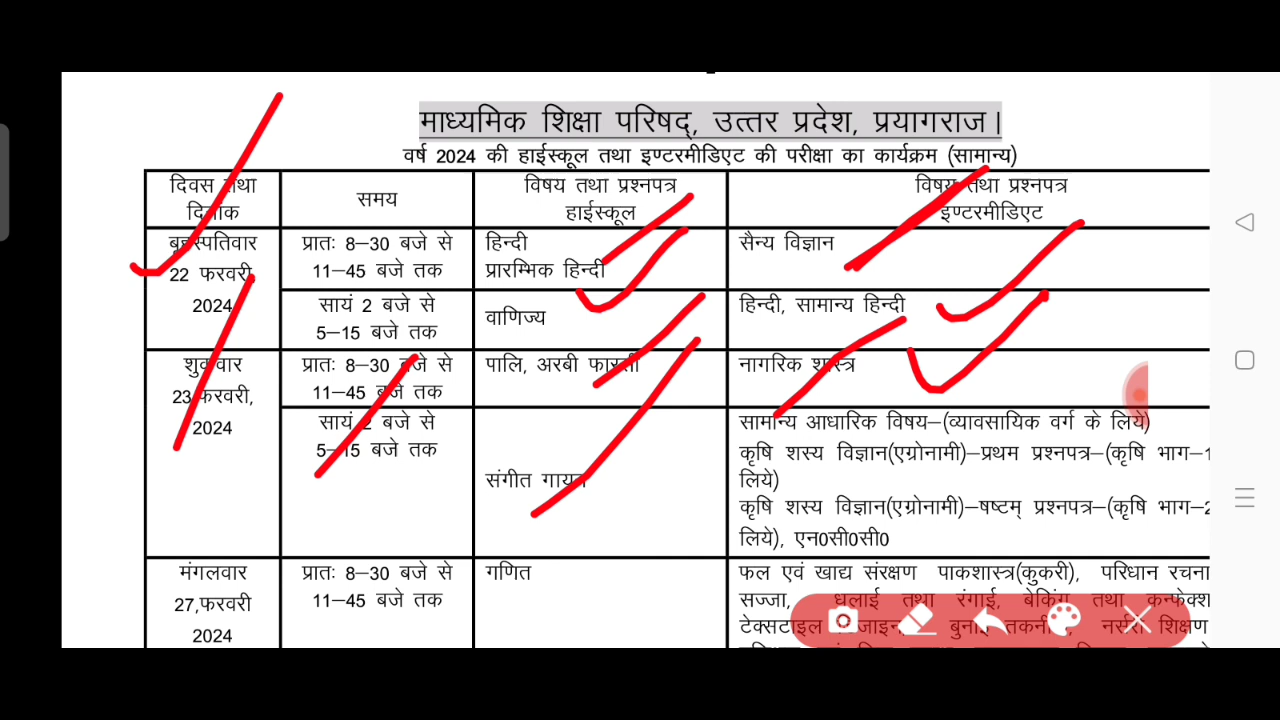 माध्यमिक शिक्षा परिषद्, उत्तर प्रदेश, प्रयागराज।
वर्ष 2024 की हाईस्कूल तथा इण्टरमीडिएट की परीक्षा का कार्यक्रम (सामान्य)
दिवस तथा
दिनांक
समय
विषय तथा प्रश्नपत्र
हाईस्कूल
विषय तथा प्रश्नपत्र
इण्टरमीडिएट
बृहस्पतिवार
22 फरवरी,
2024
प्रातः 8–30 बजे से
11–45 बजे तक
हिन्दी
प्रारम्भिक हिन्दी
सैन्य विज्ञान
सायं 2 बजे से
5–15 बजे तक
वाणिज्य
हिन्दी, सामान्य हिन्दी
शुक्रवार
23 फरवरी,
2024
प्रातः 8–30 बजे से
11–45 बजे तक
पालि, अरबी फारसी
नागरिक शास्त्र
सायं 2 बजे से
5–15 बजे तक
संगीत गायन
सामान्य आधारिक विषय–(व्यावसायिक वर्ग के लिये)
कृषि शस्य विज्ञान(एग्रोनामी)–प्रथम प्रश्नपत्र–(कृषि भाग–1
लिये)
कृषि शस्य विज्ञान(एग्रोनामी)–षष्टम् प्रश्नपत्र–(कृषि भाग–2
लिये), एन0सी0सी0
मंगलवार
27,फरवरी
2024
प्रातः 8–30 बजे से
11–45 बजे तक
गणित
फल एवं खाद्य संरक्षण पाकशास्त्र(कुकरी), परिधान रचना
सज्जा, धुलाई तथा रंगाई, बेकिंग तथा कन्फेक्श
टेक्सटाइल डिजाइन, बुनाई तकनीक, नर्सरी शिक्षण